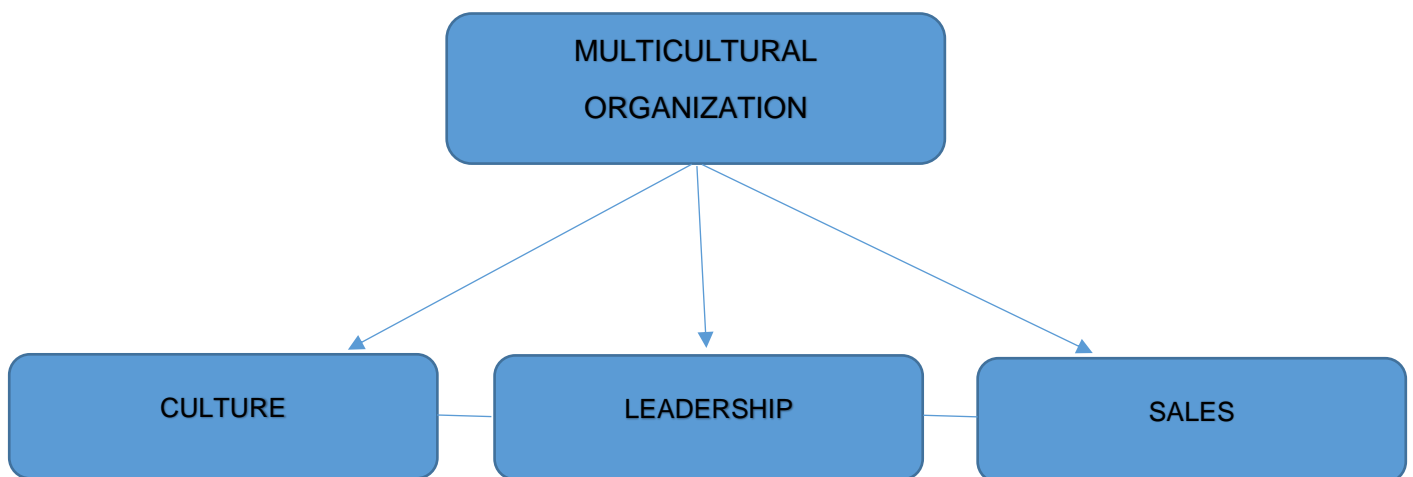 MULTICULTURAL
ORGANIZATION
CULTURE
LEADERSHIP
SALES